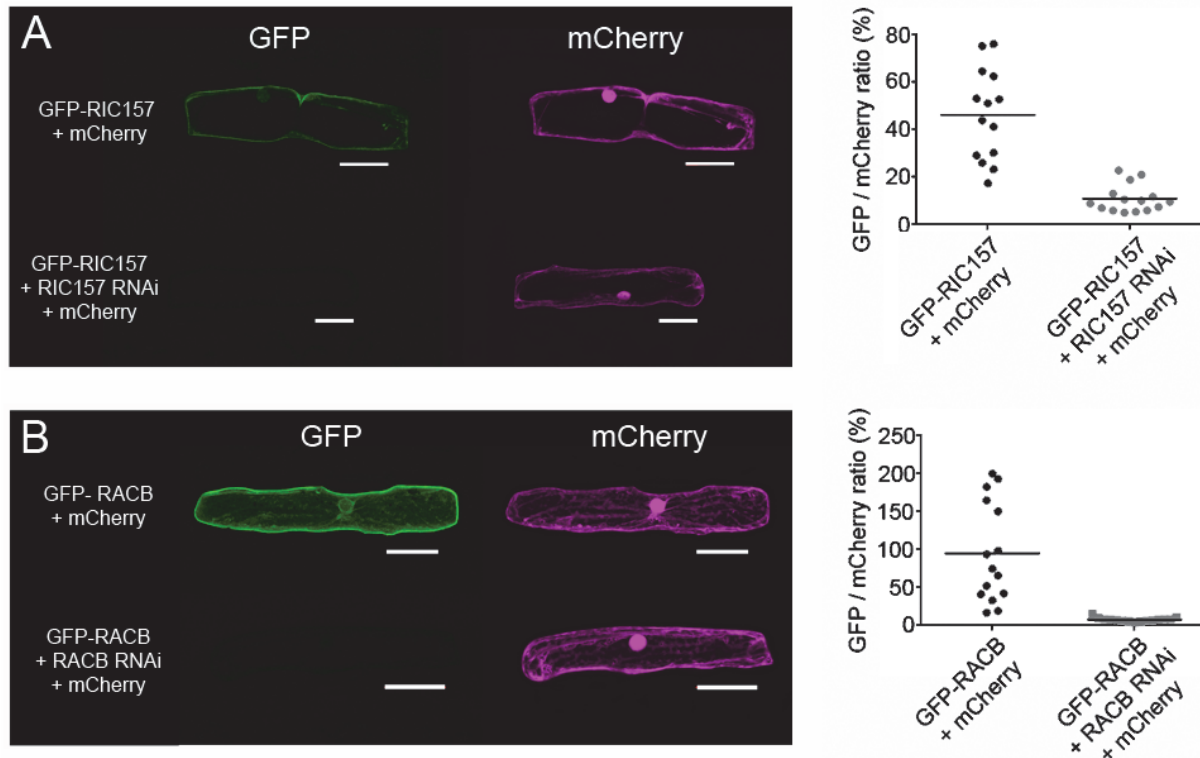 A
GFP
mCherry
GFP-RIC157
+ mCherry
GFP-RIC157
+ RIC157 RNAi
+ mCherry
GFP / mCherry ratio (%)
80
60
40
20
0
GFP-RIC157
+ mCherry
GFP-RIC157
+ RIC157 RNAi
+ mCherry
B
GFP
mCherry
GFP- RACB
+ mCherry
GFP-RACB
+ RACB RNAi
+ mCherry
GFP / mCherry ratio (%)
250
200
150
100
50
0
GFP-RACB
+ mCherry
GFP-RACB
+ RACB RNAi
+ mCherry